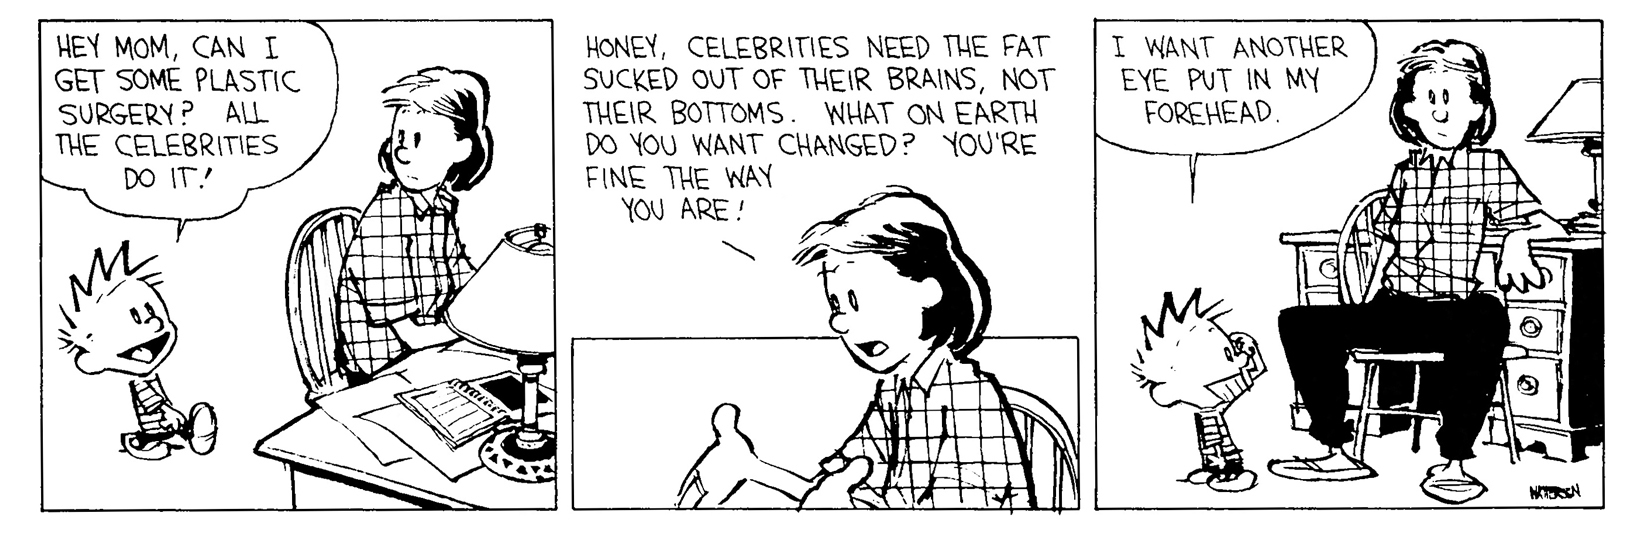 HEY MOM, CAN I
GET SOME PLASTIC
SURGERY? ALL
THE CELEBRITIES
DO IT!
HONEY, CELEBRITIES NEED THE FAT
SUCKED OUT OF THEIR BRAINS, NOT
THEIR BOTTOMS. WHAT ON EARTH
DO YOU WANT CHANGED? YOU'RE
FINE THE WAY
YOU ARE!
I WANT ANOTHER
EYE PUT IN MY
FOREHEAD.
WATTERSON